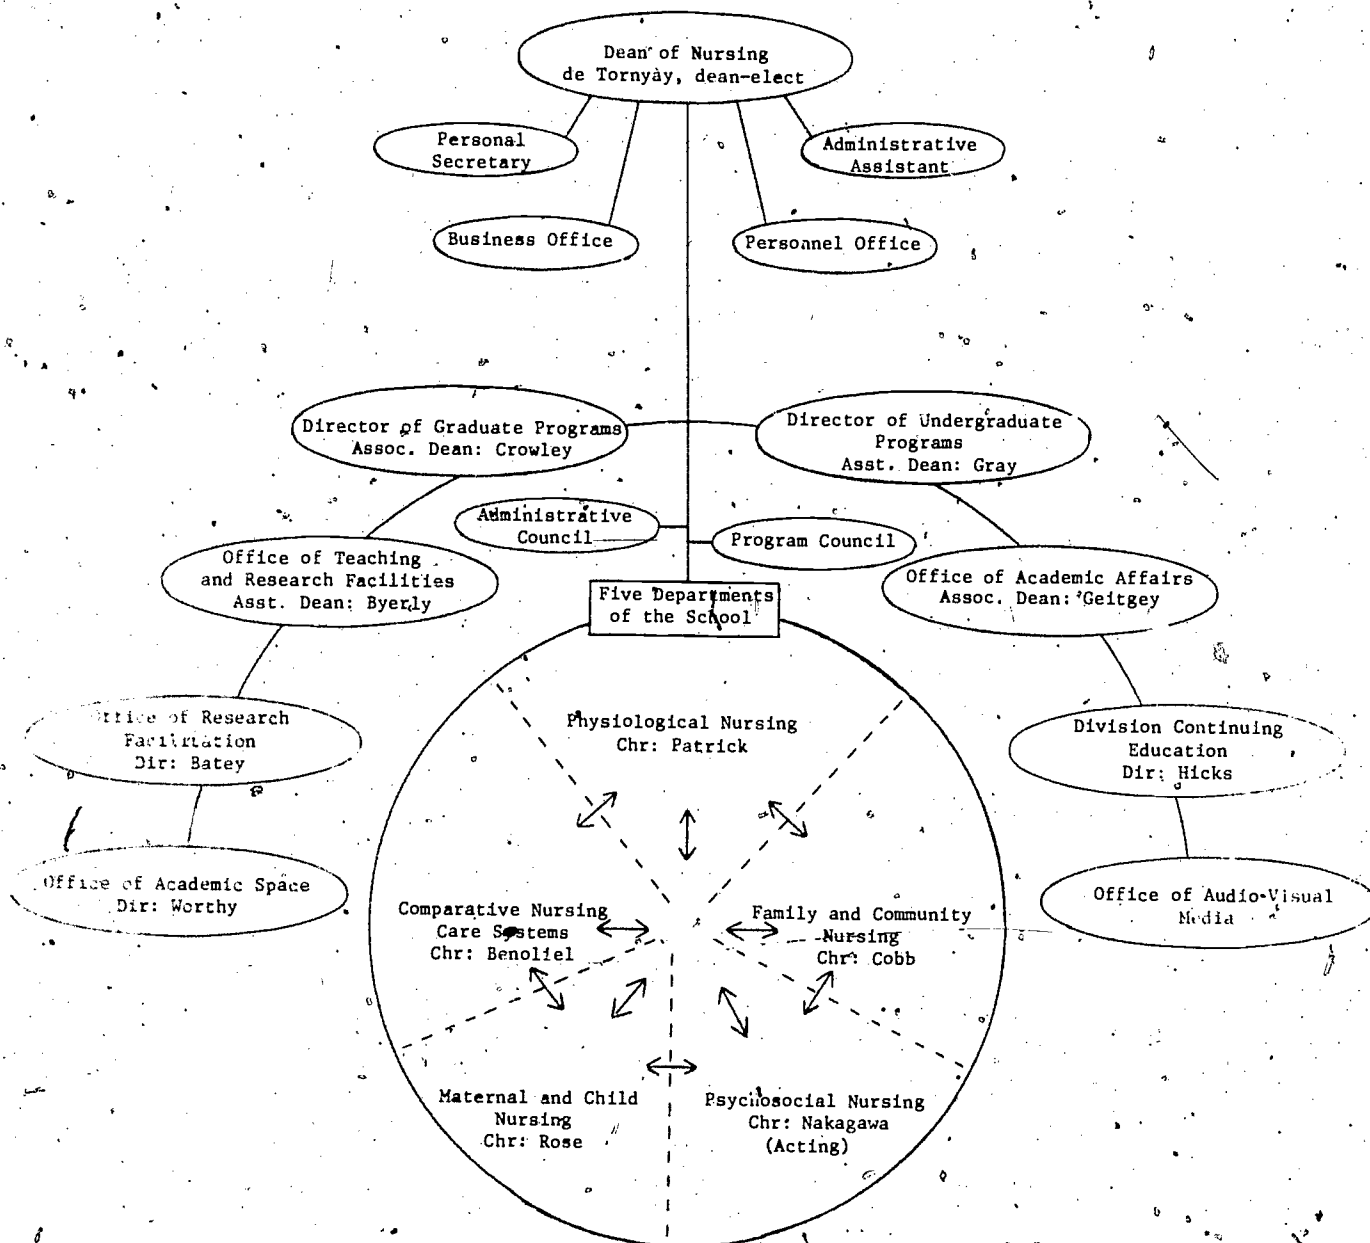 Dean of Nursing
de Tornyày, dean-elect
Personal
Secretary
Administrative
Assistant
Business Office
Personnel Office
Director of Graduate Programs
Assoc. Dean: Crowley
Director of Undergraduate
Programs
Asst. Dean: Gray
Administrative
Council
Program Council
Office of Teaching
and Research Facilities
Asst. Dean: Byerly
Office of Academic Affairs
Assoc. Dean: Geitgey
Five Departments
of the School
Office of Research
Facilitation
Dir: Batey
Physiological Nursing
Chr: Patrick
Division Continuing
Education
Dir: Hicks
Office of Academic Space
Dir: Worthy
Comparative Nursing
Care Systems
Chr: Benoliel
Family and Community
Nursing
Chr: Cobb
Office of Audio-Visual
Media
Maternal and Child
Nursing
Chr: Rose
Psychosocial Nursing
Chr: Nakagawa
(Acting)